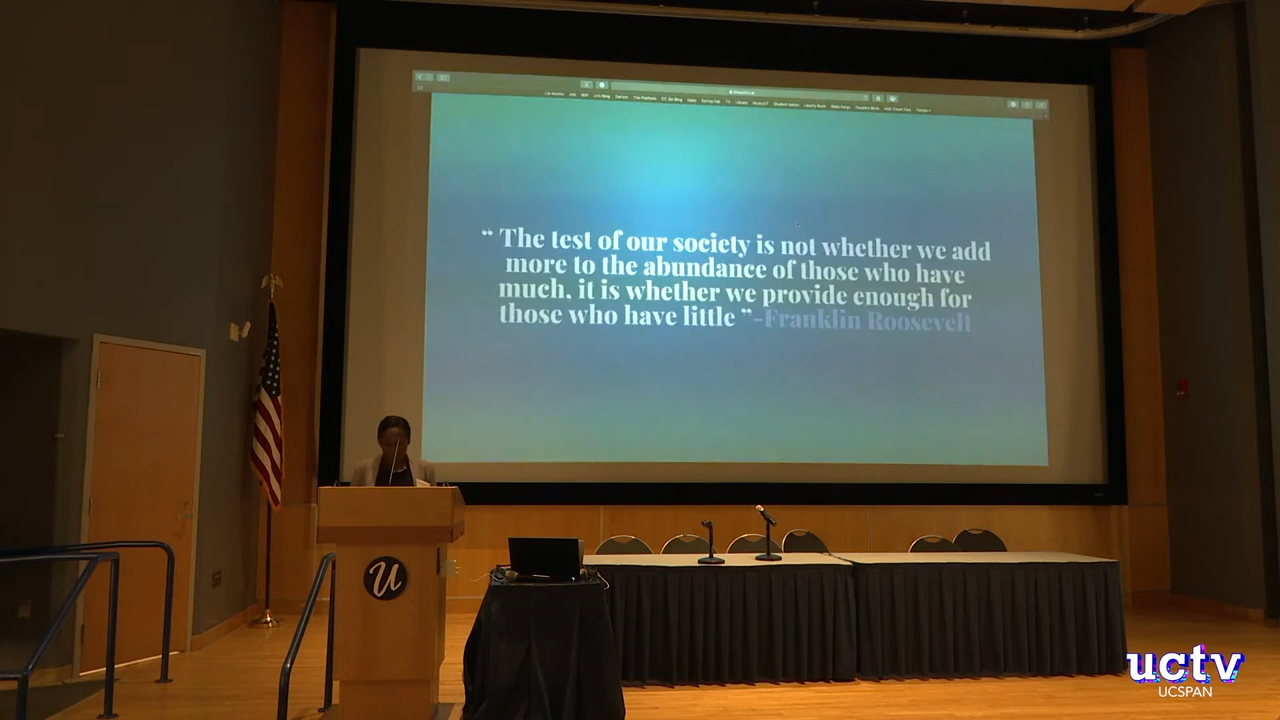 “ The test of our society is not whether we add
more to the abundance of those who have
much, it is whether we provide enough for
those who have little ”-Franklin Roosevelt
U
uctv
UCSPAN